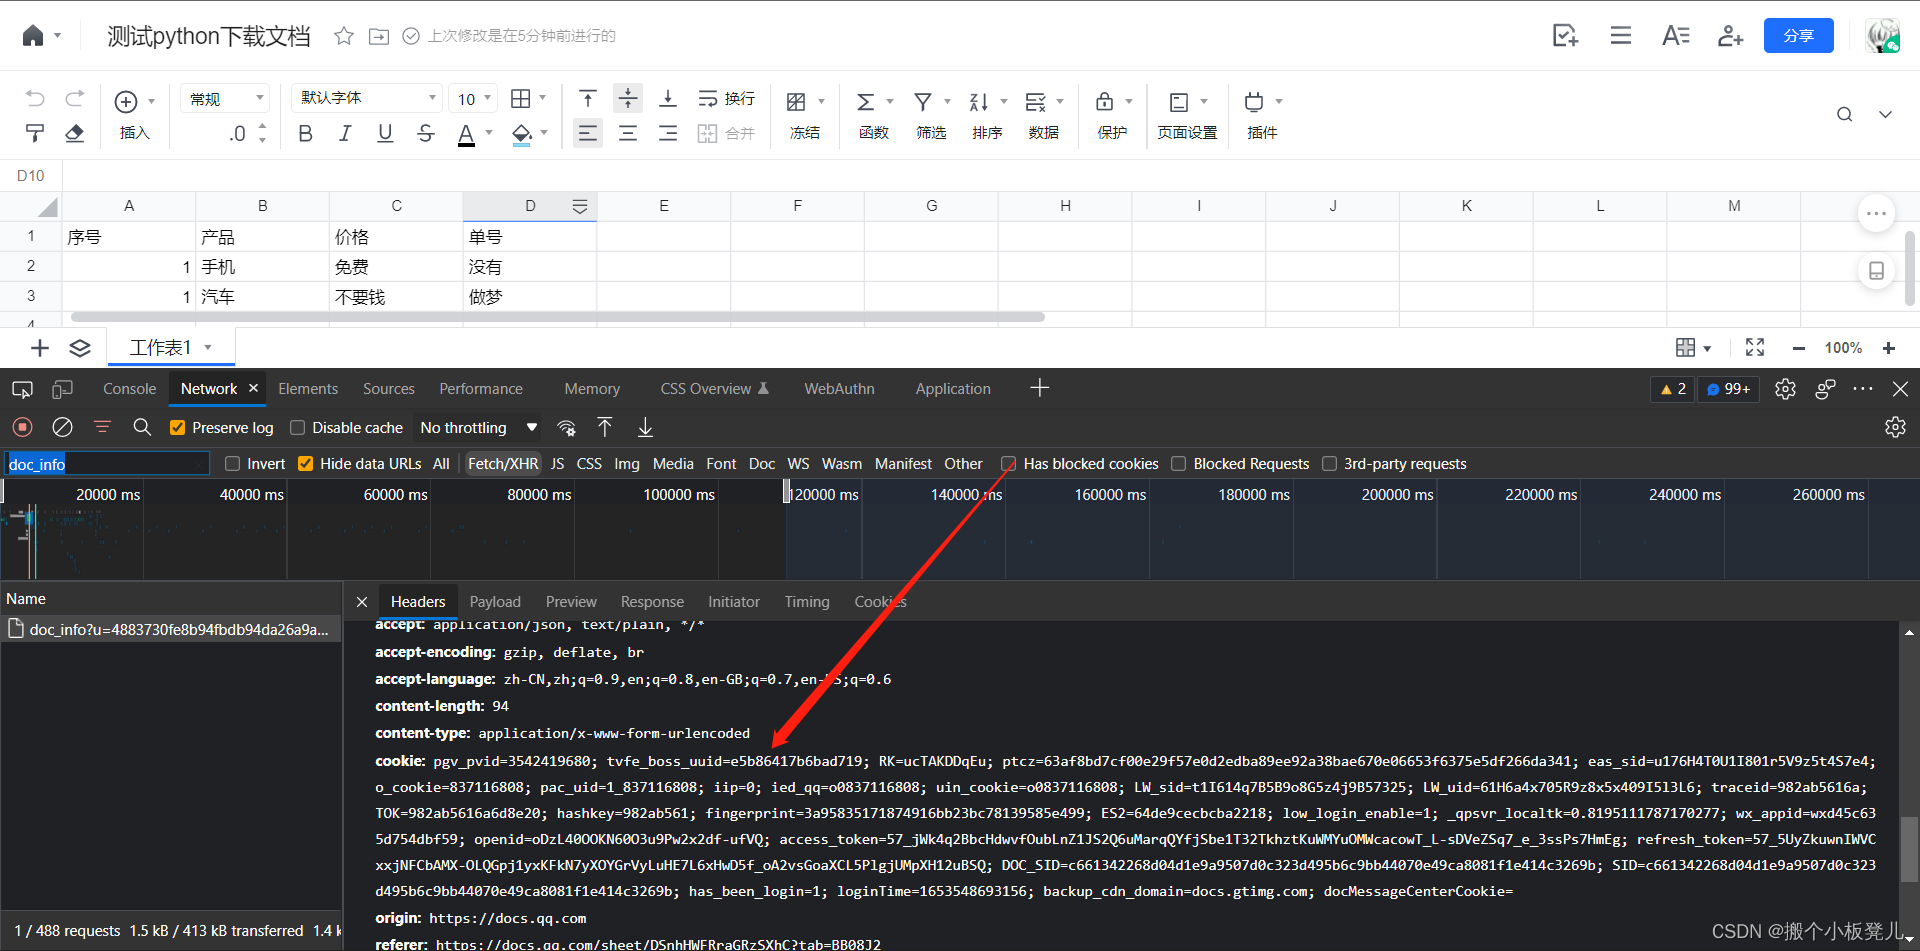 测试python下载文档 上次修改是在5分钟前进行的 分享
常规 默认字体 10 换行
插入 .0 B I U S A 合并 冻结 函数 筛选 排序 数据 保护 页面设置 插件
D10
A B C D E F G H I J K L M
1 序号 产品 价格 单号
2 1 手机 免费 没有
3 1 汽车 不要钱 做梦
4
工作表1 100%
Console Network Elements Sources Performance Memory CSS Overview WebAuthn Application 2 99+
Preserve log Disable cache No throttling
doc_info Invert Hide data URLs All Fetch/XHR JS CSS Img Media Font Doc WS Wasm Manifest Other Has blocked cookies Blocked Requests 3rd-party requests
20000 ms 40000 ms 60000 ms 80000 ms 100000 ms 120000 ms 140000 ms 160000 ms 180000 ms 200000 ms 220000 ms 240000 ms 260000 ms
Name Headers Payload Preview Response Initiator Timing Cookies
doc_info?u=4883730fe8b94fbdb94da26a9a...
accept: application/json, text/plain, */*
accept-encoding: gzip, deflate, br
accept-language: zh-CN,zh;q=0.9,en;q=0.8,en-GB;q=0.7,en-US;q=0.6
content-length: 94
content-type: application/x-www-form-urlencoded
cookie: pgv_pvid=3542419680; tvfe_boss_uuid=e5b86417b6bad719; RK=ucTAKDDqEu; ptcz=63af8bd7cf00e29f57e0d2edba89ee92a38bae670e06653f6375e5df266da341; eas_sid=u176H4T0U1I801r5V9z5t4S7e4;
o_cookie=837116808; pac_uid=1_837116808; iip=0; ied_qq=o0837116808; uin_cookie=o0837116808; LW_sid=t1I614q7B5B9o8G5z4j9B57325; LW_uid=61H6a4x705R9z8x5x409I5l3L6; traceid=982ab5616a;
TOK=982ab5616a6d8e20; hashkey=982ab561; fingerprint=3a95835171874916bb23bc78139585e499; ES2=64de9cecbcba2218; low_login_enable=1; _qpsvr_localtk=0.8195111787170277; wx_appid=wxd45c63
5d754dbf59; openid=oDzL40OOKN60O3u9Pw2x2df-ufVQ; access_token=57_jWk4q2BbcHdwvfOubLnZ1JS2Q6uMarqQYfjSbe1T32TkhztKuWMYuOMWcacowT_L-sDVeZSq7_e_3ssPs7HmEg; refresh_token=57_5UyZkuwnIWVC
xxjNFCbAMX-OLQGpj1yxKFkN7yXOYGrVyLuHE7L6xHwD5f_oA2vsGoaXCL5PlgjUMpXH12uBSQ; DOC_SID=c661342268d04d1e9a9507d0c323d495b6c9bb44070e49ca8081f1e414c3269b; SID=c661342268d04d1e9a9507d0c323
d495b6c9bb44070e49ca8081f1e414c3269b; has_been_login=1; loginTime=1653548693156; backup_cdn_domain=docs.gtimg.com; docMessageCenterCookie=
origin: https://docs.qq.com
1 / 488 requests 1.5 kB / 413 kB transferred 1.4 k
referer: https://docs.qq.com/sheet/DSnhHWFRraGRzSXhC?tab=BB08J2
CSDN @搬个小板凳儿